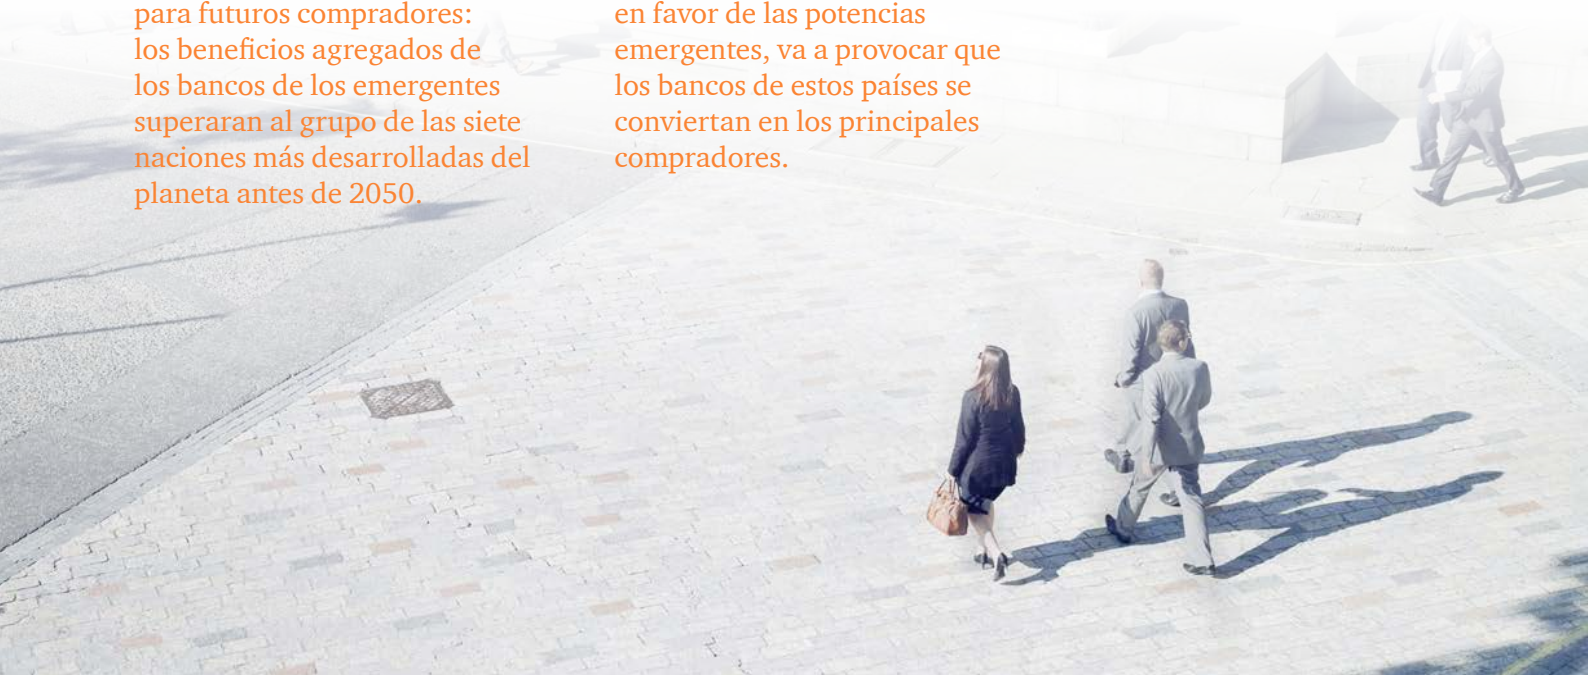 para futuros compradores:
los beneficios agregados de
los bancos de los emergentes
superaran al grupo de las siete
naciones más desarrolladas del
planeta antes de 2050.
en favor de las potencias
emergentes, va a provocar que
los bancos de estos países se
conviertan en los principales
compradores.